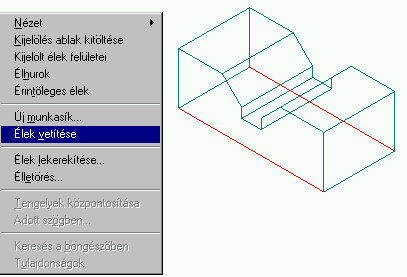 Nézet
Kijelölés ablak kitöltése
Kijelölt élek felületei
Élhurok
Érintőleges élek
Új munkasík...
Élek vetítése
Élek lekerekítése...
Élletörés...
Tengelyek központosítása
Adott szögben...
Keresés a böngészőben
Tulajdonságok